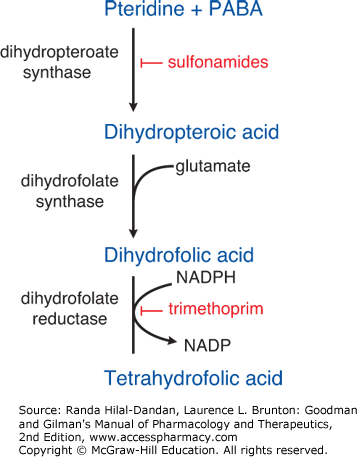 Pteridine + PABA
dihydropteroate
synthase
sulfonamides
Dihydropteroic acid
glutamate
dihydrofolate
synthase
Dihydrofolic acid
NADPH
dihydrofolate
reductase
trimethoprim
NADP
Tetrahydrofolic acid
Source: Randa Hilal-Dandan, Laurence L. Brunton: Goodman
and Gilman's Manual of Pharmacology and Therapeutics,
2nd Edition, www.accesspharmacy.com
Copyright © McGraw-Hill Education. All rights reserved.